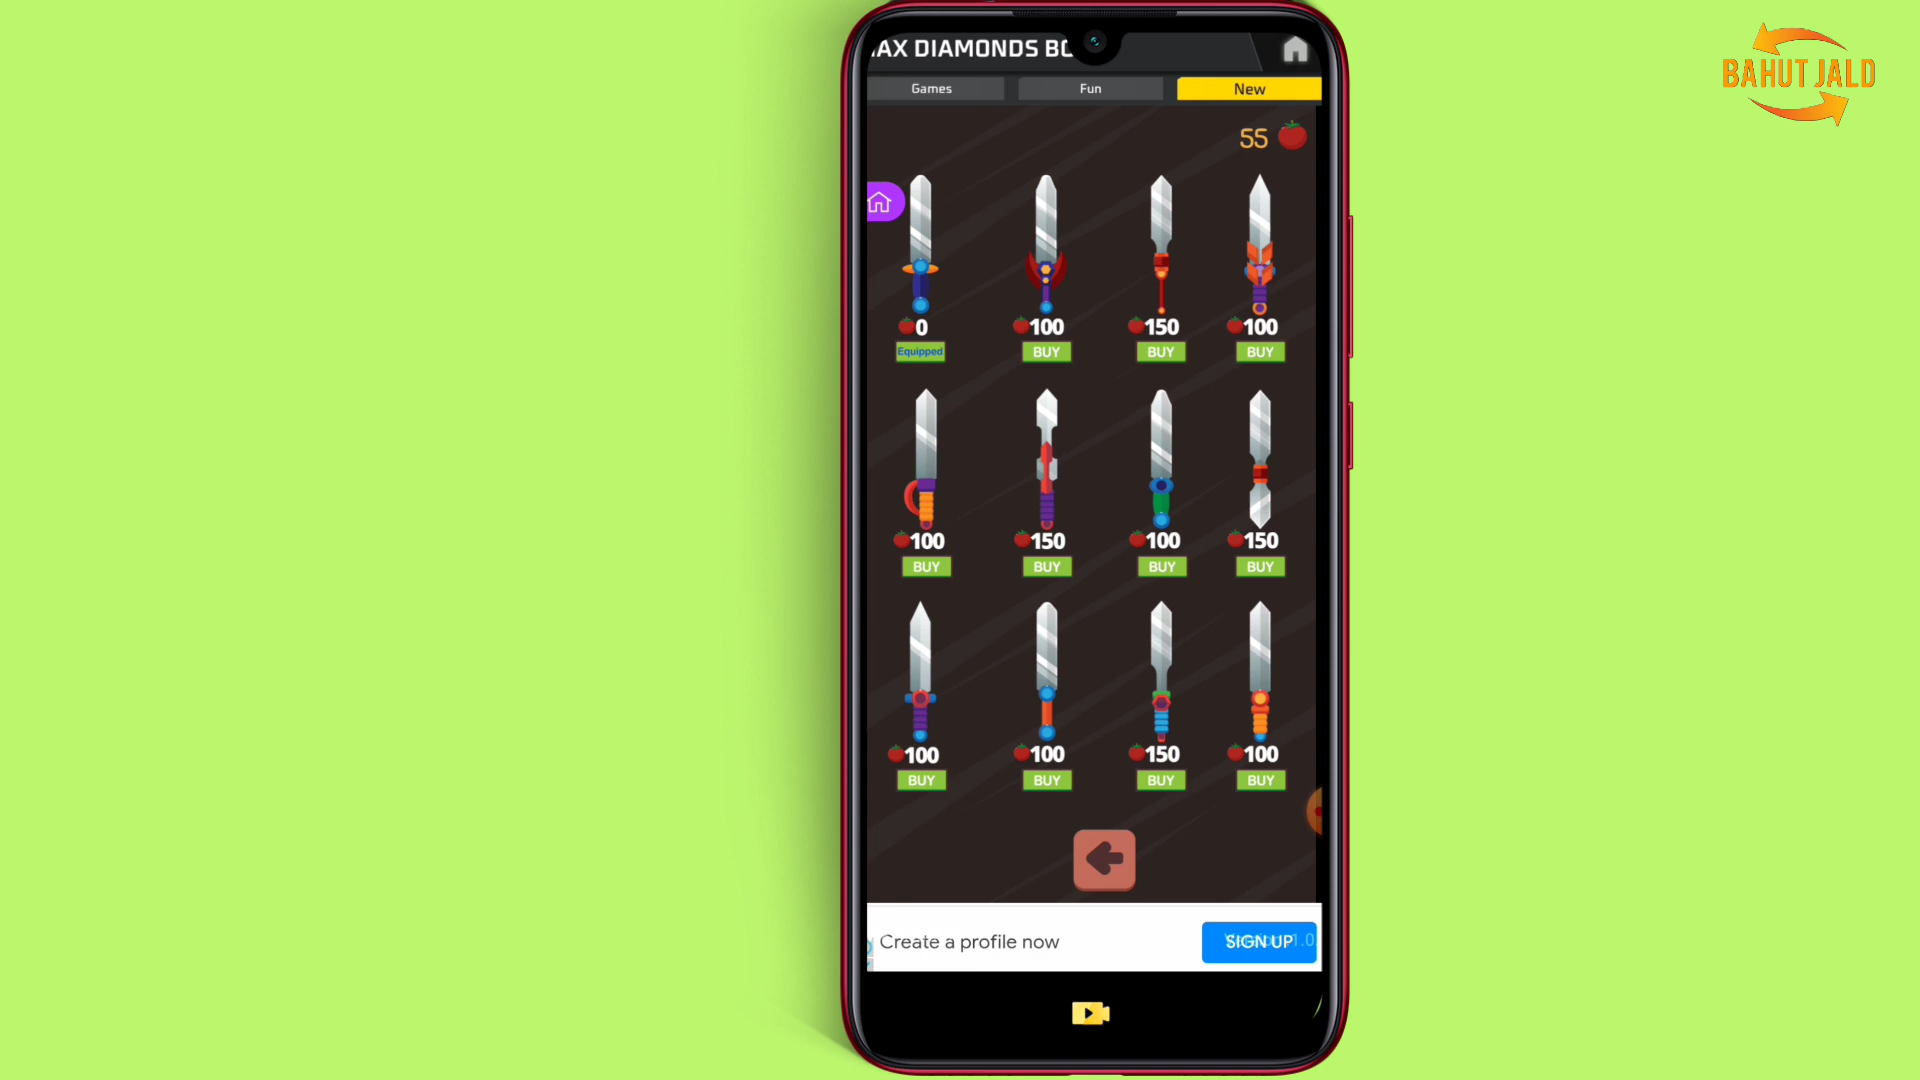 AX DIAMONDS BO
BAHUT JALD
Games Fun New
55
0 100 150 100
Equipped BUY BUY BUY
100 150 100 150
BUY BUY BUY BUY
100 100 150 100
BUY BUY BUY BUY
Create a profile now SIGN UP